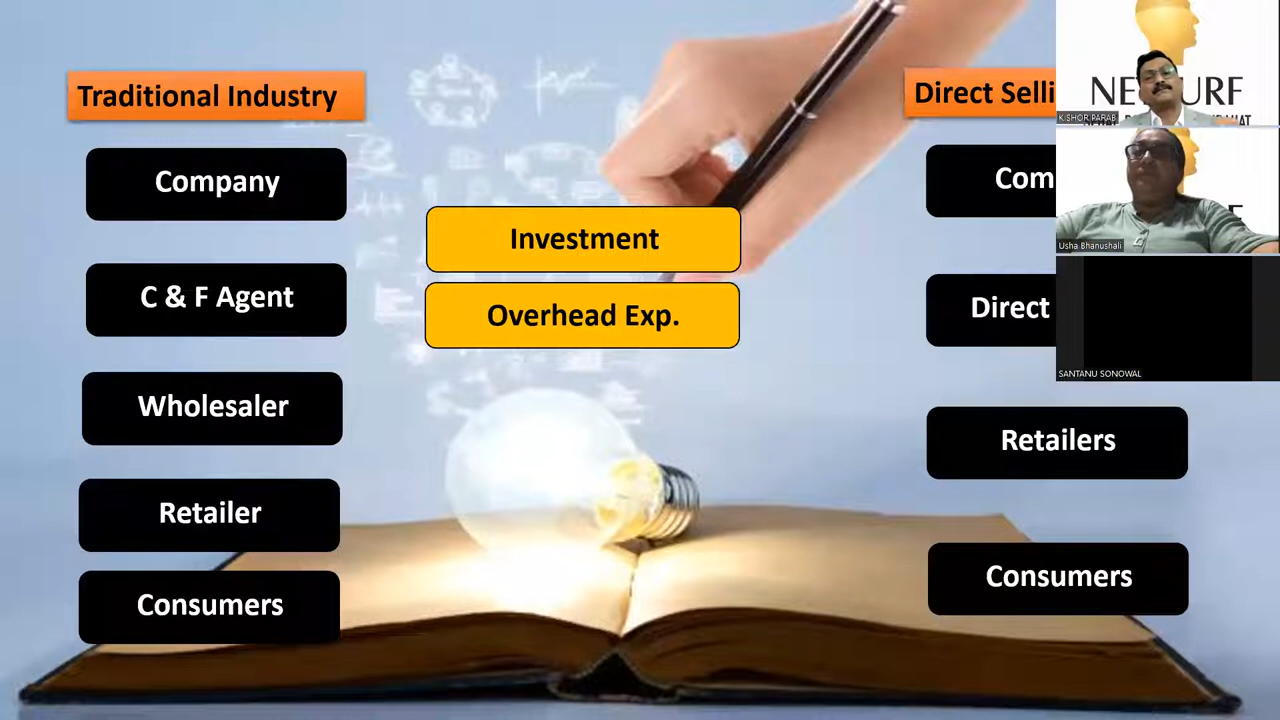 Traditional Industry
Company
C & F Agent
Wholesaler
Retailer
Consumers
Investment
Overhead Exp.
Direct Selli
Com
Direct
Retailers
Consumers
KISHOR PARAB
Usha Bhanushali
SANTANU SONOWAL